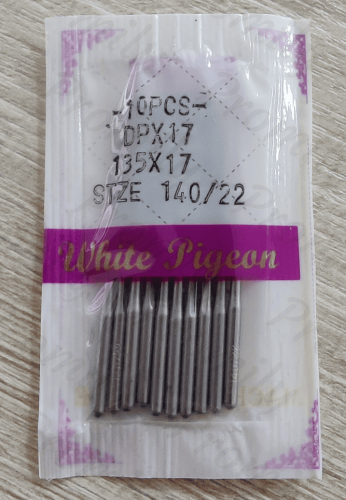 -10PCS-
DPX17
135X17
SIZE 140/22
White Pigeon